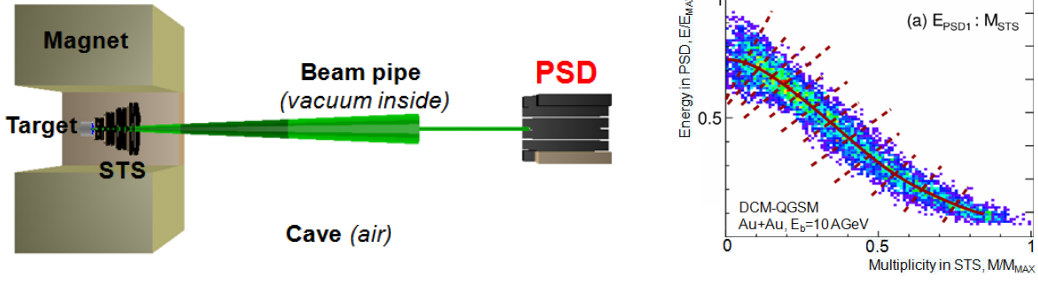 Magnet
Target
STS
Beam pipe
(vacuum inside)
PSD
Cave (air)
(a) E_PSD1 : M_STS
Energy in PSD, E/E_MAX
1
0.5
DCM-QGSM
Au+Au, E_b=10 AGeV
0
0.5
1
Multiplicity in STS, M/M_MAX